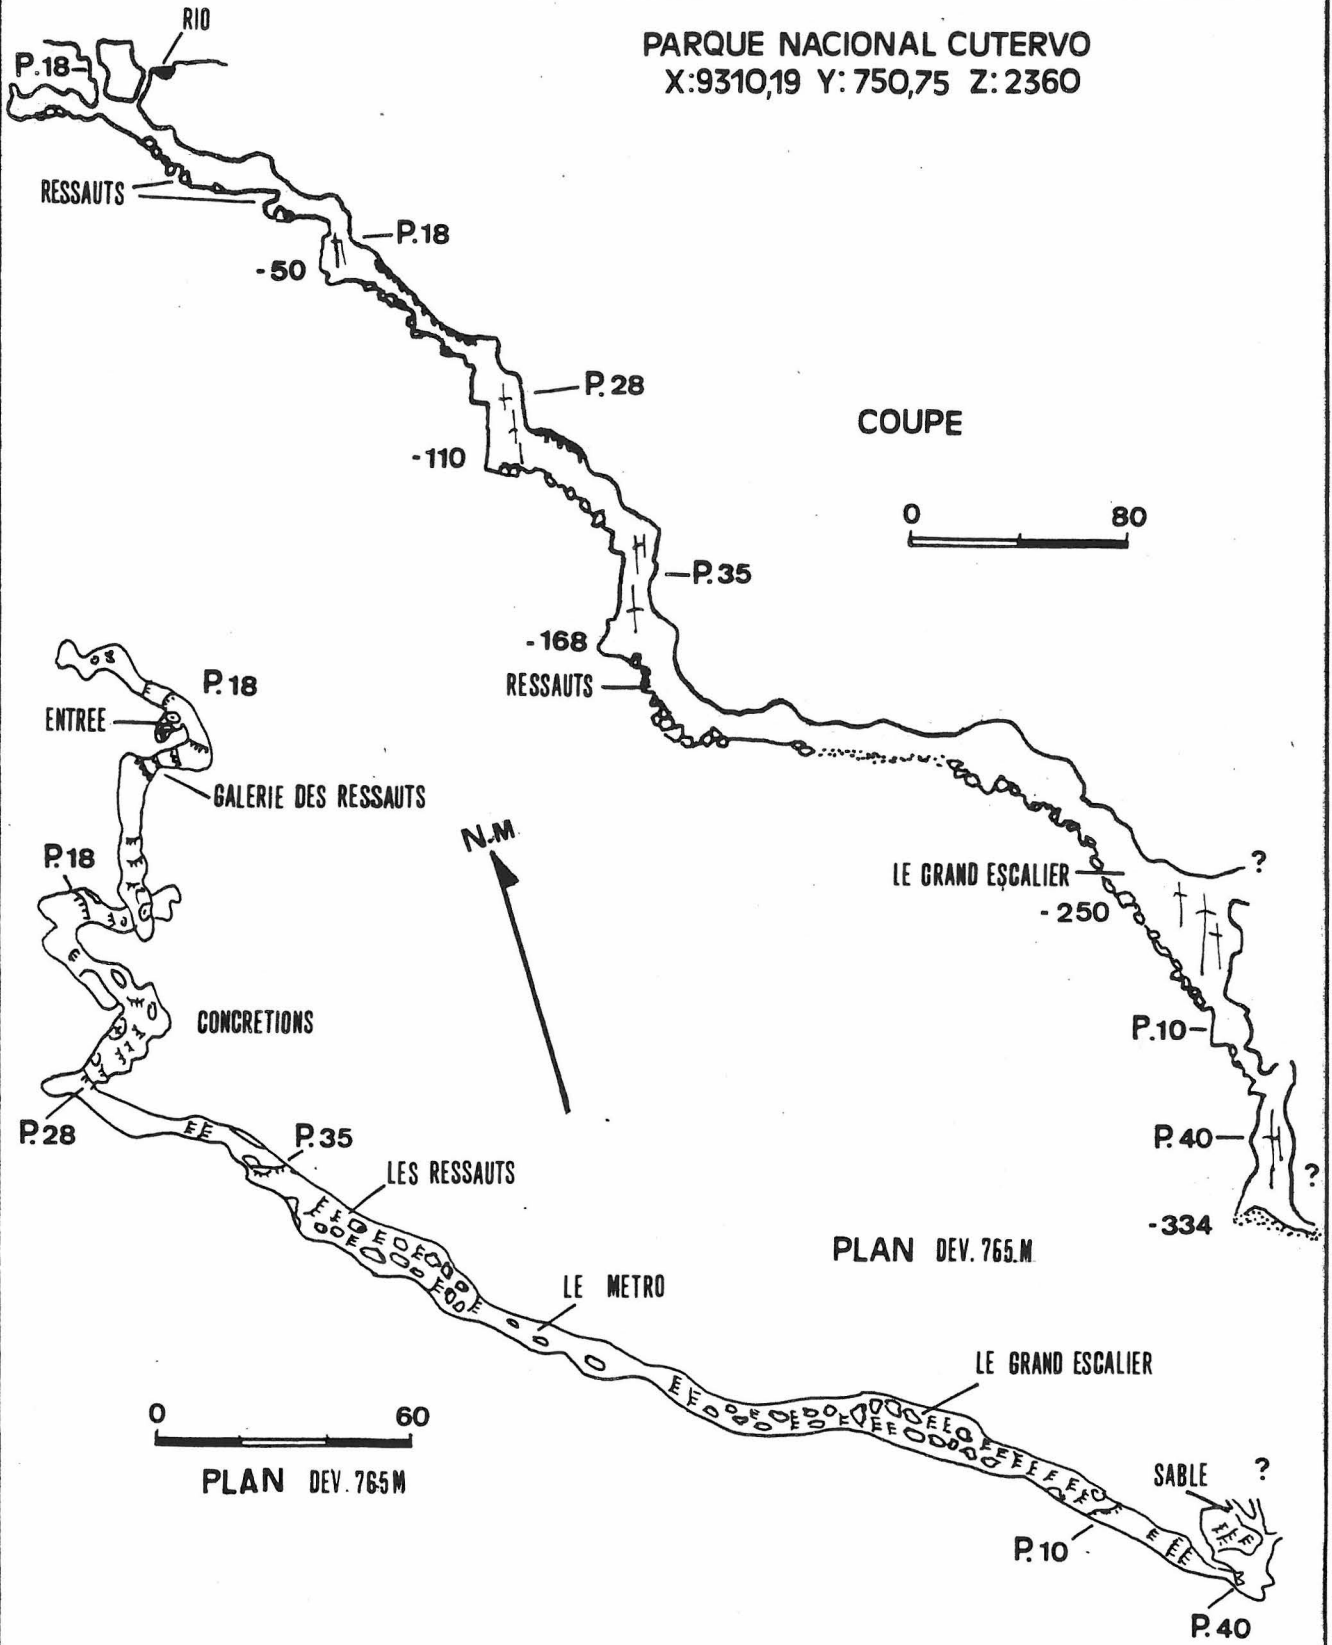 PARQUE NACIONAL CUTERVO
X:9310,19 Y:750,75 Z:2360
RIO
P.18
RESSAUTS
P.18
-50
P.28
-110
COUPE
0 80
P.35
-168
RESSAUTS
LE GRAND ESCALIER
?
-250
P.10
P.40
?
-334
P.18
ENTREE
GALERIE DES RESSAUTS
P.18
N.M
CONCRETIONS
P.28
P.35
LES RESSAUTS
PLAN DEV. 765.M
LE METRO
LE GRAND ESCALIER
0 60
PLAN DEV. 765M
SABLE
?
P.10
P.40